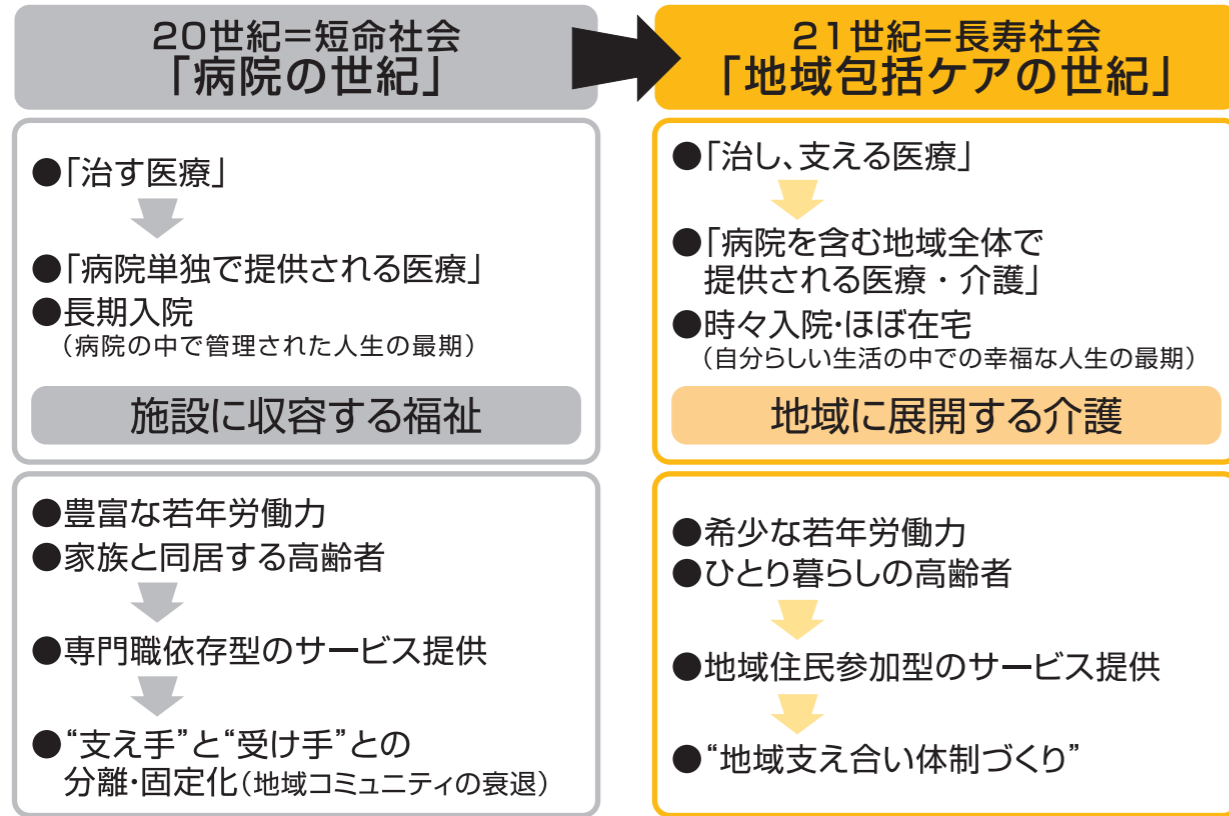 20世紀=短命社会
「病院の世紀」
●「治す医療」
●「病院単独で提供される医療」
●長期入院
（病院の中で管理された人生の最期）
施設に収容する福祉
●豊富な若年労働力
●家族と同居する高齢者
●専門職依存型のサービス提供
●“支え手”と“受け手”との
分離・固定化（地域コミュニティの衰退）
21世紀=長寿社会
「地域包括ケアの世紀」
●「治し、支える医療」
●「病院を含む地域全体で
提供される医療・介護」
●時々入院・ほぼ在宅
（自分らしい生活の中での幸福な人生の最期）
地域に展開する介護
●希少な若年労働力
●ひとり暮らしの高齢者
●地域住民参加型のサービス提供
●“地域支え合い体制づくり”